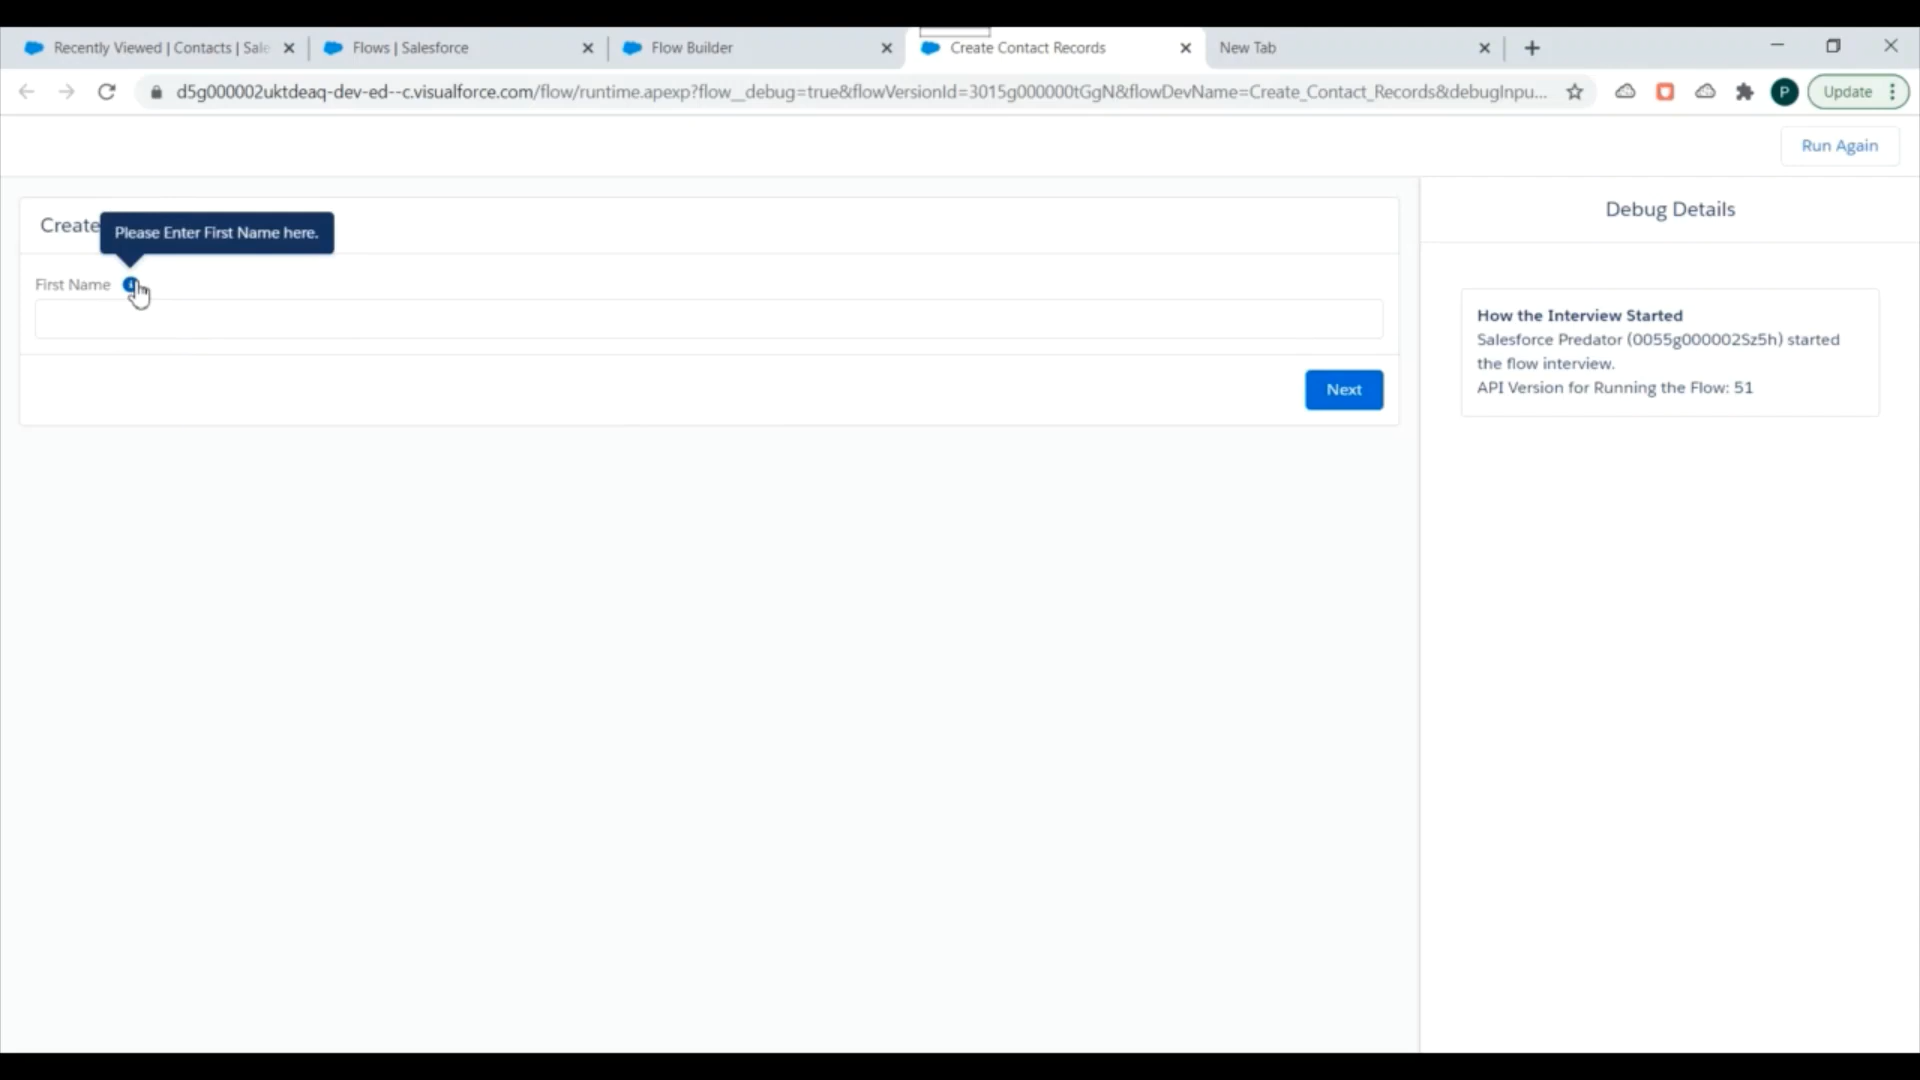 Recently Viewed | Contacts | Sale
Flows | Salesforce
Flow Builder
Create Contact Records
New Tab
d5g000002uktdeaq-dev-ed--c.visualforce.com/flow/runtime.apexp?flow__debug=true&flowVersionId=3015g000000tGgN&flowDevName=Create_Contact_Records&debugInpu...
P
Update
Run Again
Create
Please Enter First Name here.
First Name
Next
Debug Details
How the Interview Started
Salesforce Predator (0055g000002Sz5h) started
the flow interview.
API Version for Running the Flow: 51